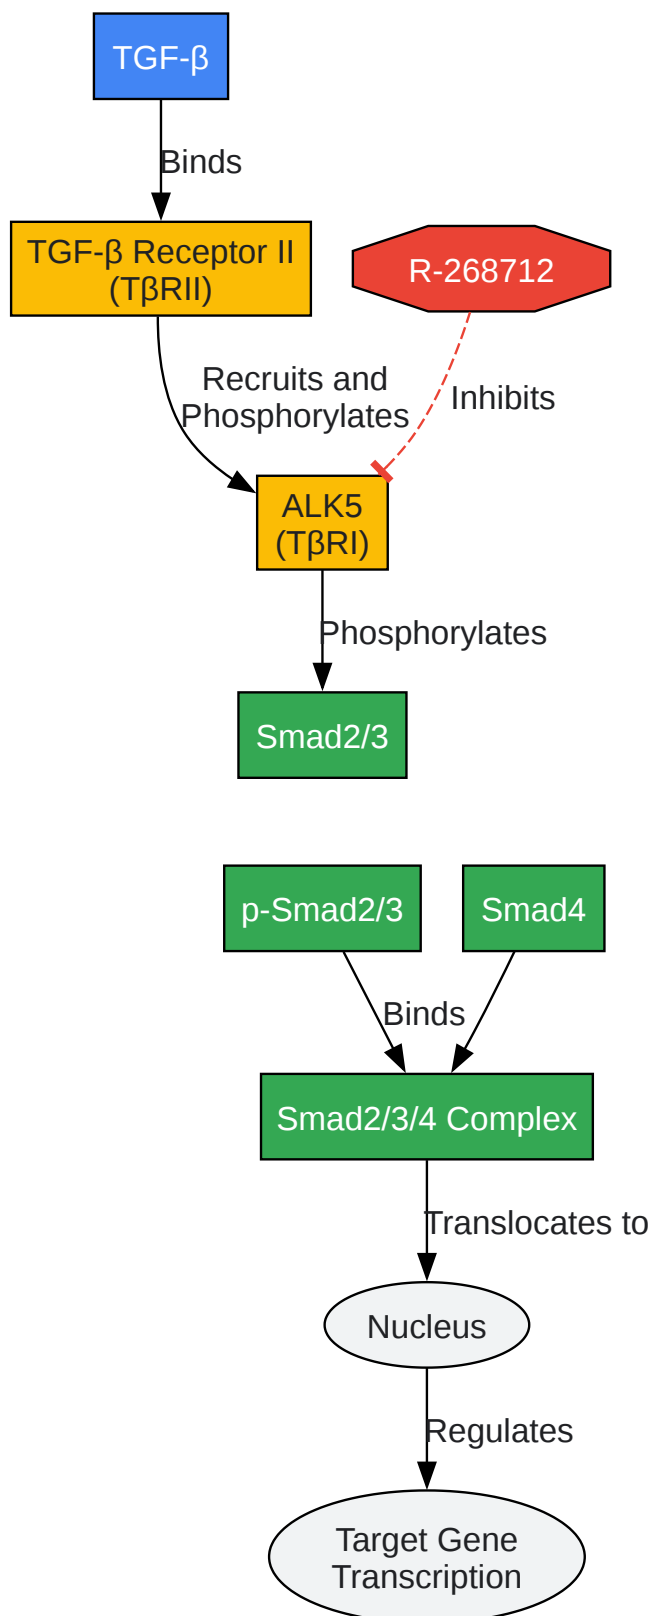 TGF-β
Binds
TGF-β Receptor II
(TβRII)
R-268712
Recruits and
Phosphorylates
Inhibits
ALK5
(TβRI)
Phosphorylates
Smad2/3
p-Smad2/3
Smad4
Binds
Smad2/3/4 Complex
Translocates to
Nucleus
Regulates
Target Gene
Transcription